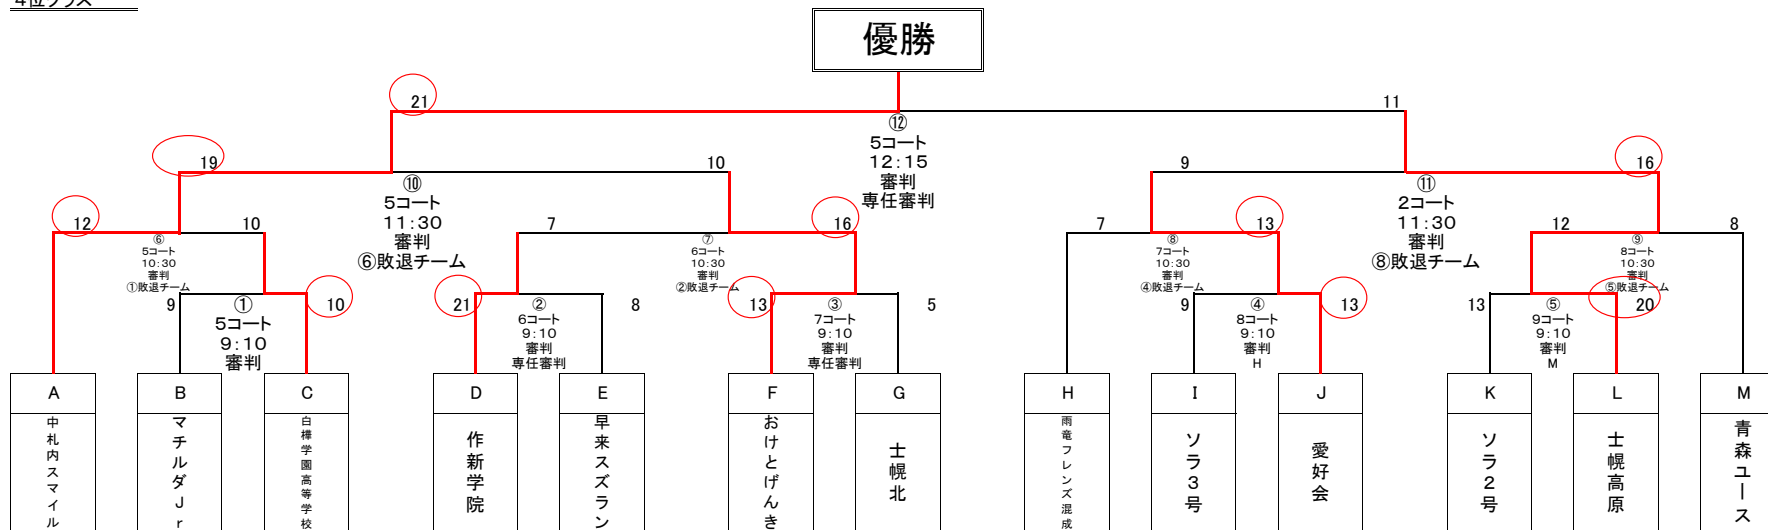 4位クラス
優勝
21
11
⑫
5コート
12:15
審判
専任審判
19
10
9
16
⑩
5コート
11:30
審判
⑥敗退チーム
⑪
2コート
11:30
審判
⑧敗退チーム
12
10
7
16
7
13
12
8
⑥
5コート
10:30
審判
①敗退チーム
⑦
6コート
10:30
審判
②敗退チーム
⑧
7コート
10:30
審判
④敗退チーム
⑨
8コート
10:30
審判
⑤敗退チーム
9
10
21
8
13
5
9
13
13
20
①
5コート
9:10
審判
②
6コート
9:10
審判
専任審判
③
7コート
9:10
審判
専任審判
④
8コート
9:10
審判
H
⑤
9コート
9:10
審判
M
A
B
C
D
E
F
G
H
I
J
K
L
M
中札内スマイル
マチルダJr
白樺学園高等学校
作新学院
早来スズラン
おけとげんき
士幌北
雨竜フレンズ混成
ソラ3号
愛好会
ソラ2号
士幌高原
青森ユース